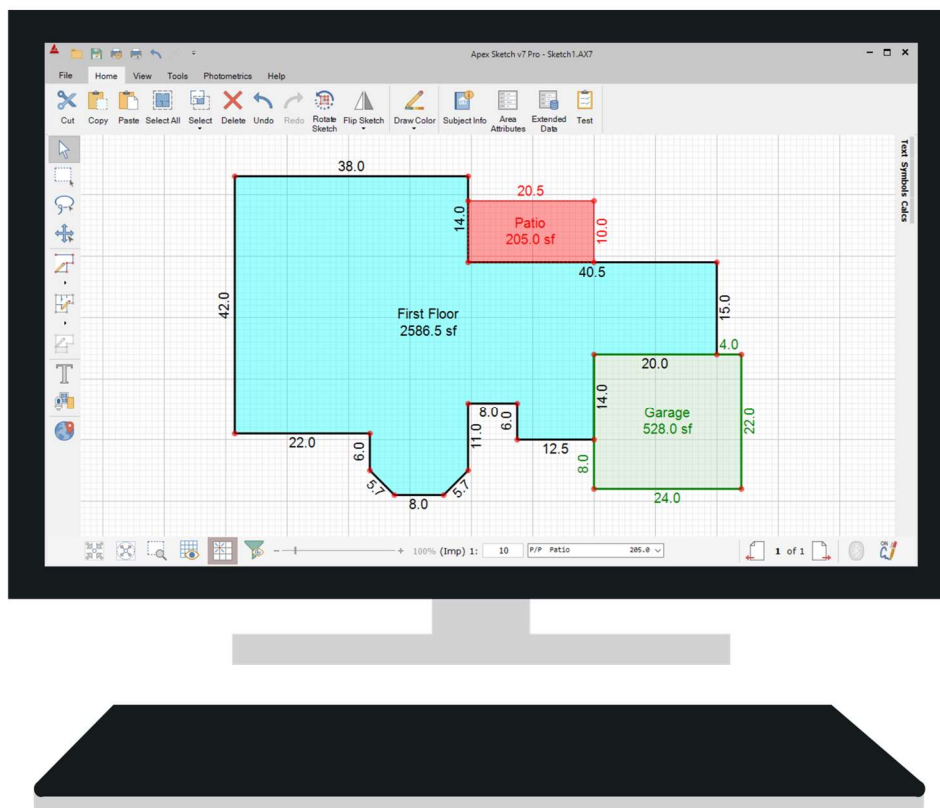 Apex Sketch v7 Pro - Sketch1.AX7
File Home View Tools Photometrics Help
Cut Copy Paste Select All Select Delete Undo Redo Rotate Sketch Flip Sketch Draw Color Subject Info Area Attributes Extended Data Test
Text Symbols Calcs
38.0
20.5
14.0
Patio
205.0 sf
10.0
40.5
42.0
First Floor
2586.5 sf
15.0
4.0
20.0
14.0
Garage
528.0 sf
22.0
8.0
6.0
11.0
12.5
22.0
6.0
8.0
5.7
5.7
8.0
24.0
100% (Imp) 1: 10 P/P Patio 205.0
1 of 1
ON